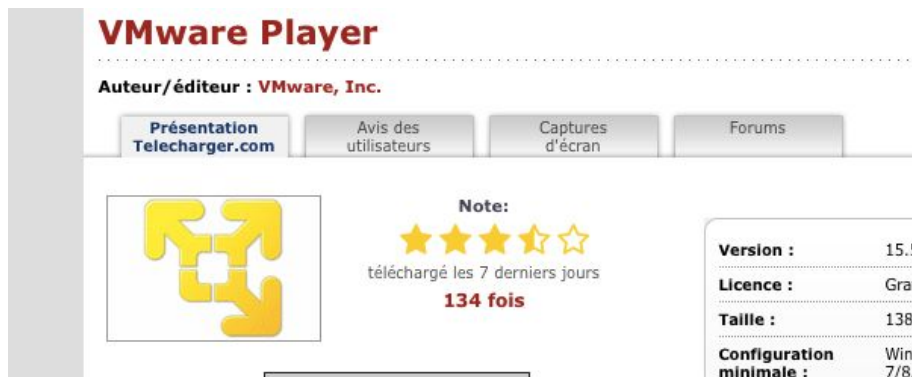 VMware Player
Auteur/éditeur : VMware, Inc.
Présentation
Telecharger.com
Avis des
utilisateurs
Captures
d'écran
Forums
Note:
téléchargé les 7 derniers jours
134 fois
Version : 15.5
Licence : Gra
Taille : 138
Configuration Win
minimale : 7/8